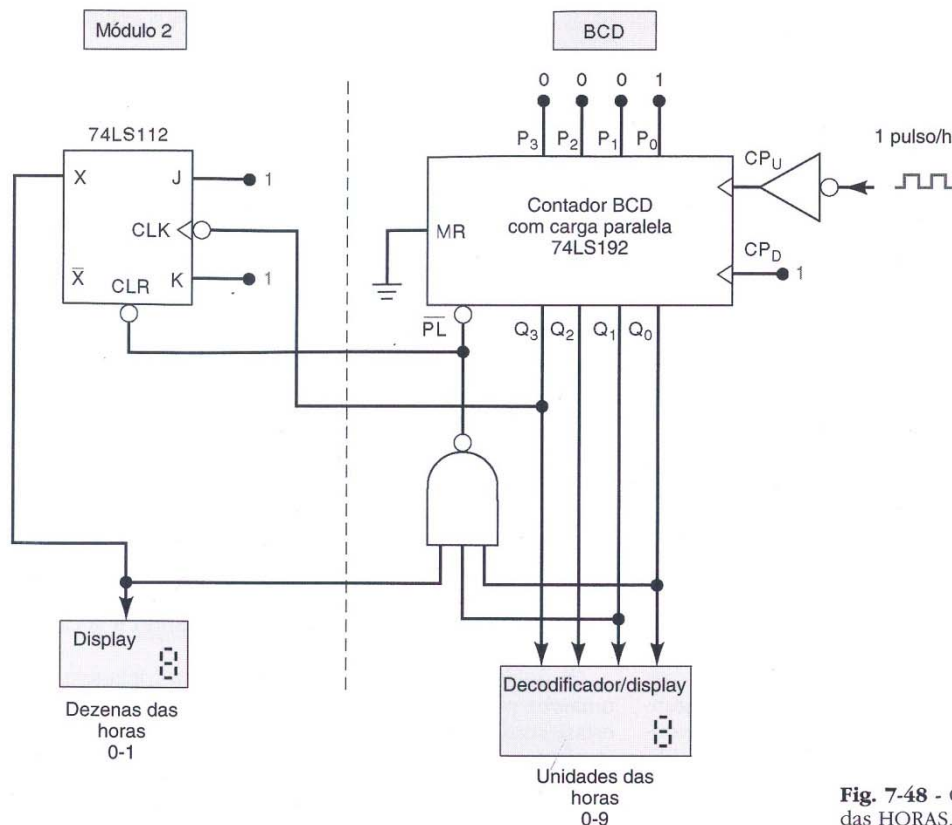 Módulo 2
BCD
0 0 0 1
P3 P2 P1 P0
74LS112
1 pulso/h
X J 1
CPU
Contador BCD
com carga paralela
74LS192
CLK
MR
CPD
1
X̅ K 1
CLR
P̅L̅
Q3 Q2 Q1 Q0
Display
8
Dezenas das
horas
0-1
Decodificador/display
8
Unidades das
horas
0-9
Fig. 7-48 -
das HORAS